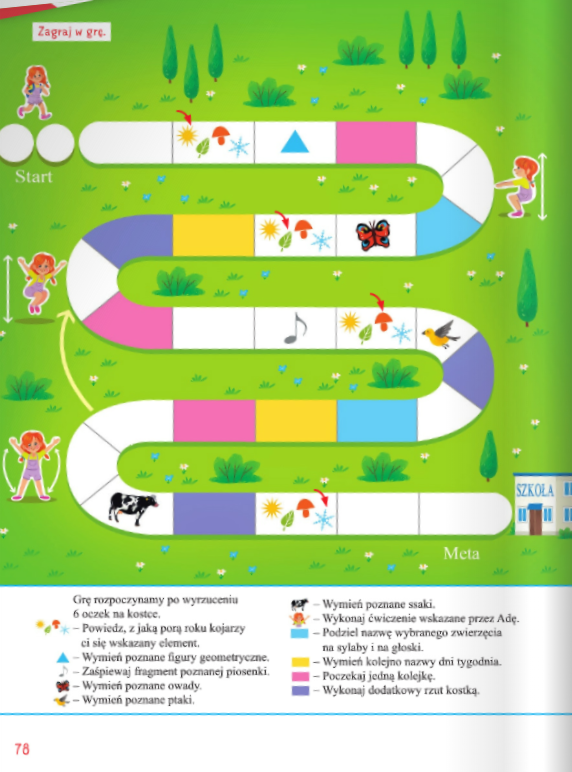 Zagraj w grę.
Start
SZKOŁA
Meta
Grę rozpoczynamy po wyrzuceniu
6 oczek na kostce.
– Powiedz, z jaką porą roku kojarzy
ci się wskazany element.
– Wymień poznane figury geometryczne.
– Zaśpiewaj fragment poznanej piosenki.
– Wymień poznane owady.
– Wymień poznane ptaki.
– Wymień poznane ssaki.
– Wykonaj ćwiczenie wskazane przez Adę.
– Podziel nazwę wybranego zwierzęcia
na sylaby i na głoski.
– Wymień kolejno nazwy dni tygodnia.
– Poczekaj jedną kolejkę.
– Wykonaj dodatkowy rzut kostką.
78